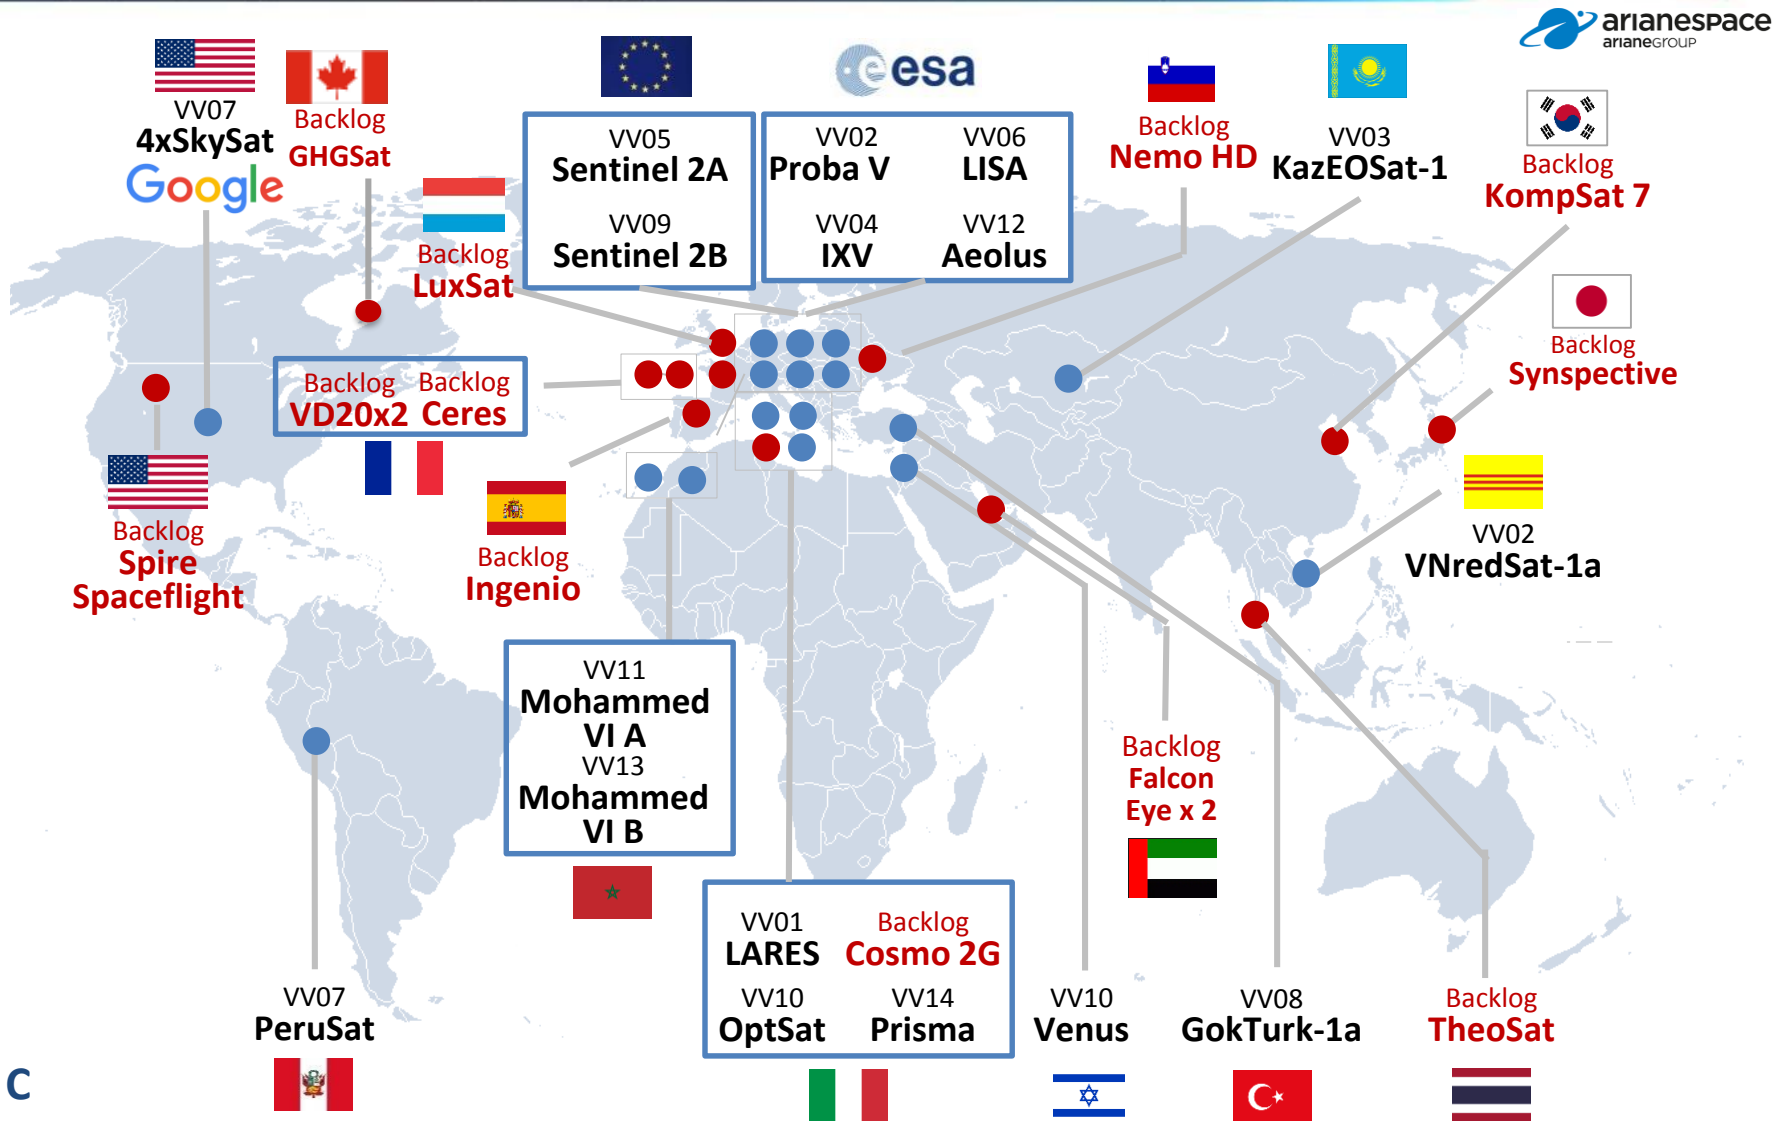 arianespace
arianeGROUP
VV07
4xSkySat
Google
Backlog
GHGSat
Backlog
LuxSat
VV05
Sentinel 2A
VV09
Sentinel 2B
esa
VV02
Proba V
VV06
LISA
VV04
IXV
VV12
Aeolus
Backlog
Nemo HD
VV03
KazEOSat-1
Backlog
KompSat 7
Backlog
Synspective
Backlog
VD20x2
Backlog
Ceres
Backlog
Spire
Spaceflight
Backlog
Ingenio
VV02
VNredSat-1a
VV11
Mohammed
VI A
VV13
Mohammed
VI B
Backlog
Falcon
Eye x 2
VV01
LARES
Backlog
Cosmo 2G
VV10
OptSat
VV14
Prisma
VV07
PeruSat
VV10
Venus
VV08
GokTurk-1a
Backlog
TheoSat
C